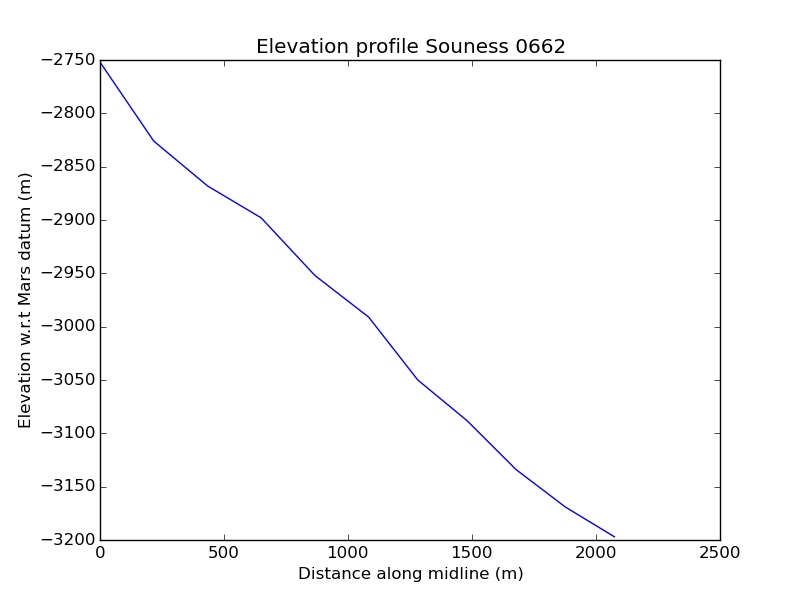 Elevation profile Souness 0662
−2750
−2800
−2850
−2900
−2950
−3000
−3050
−3100
−3150
−3200
Elevation w.r.t Mars datum (m)
0 500 1000 1500 2000 2500
Distance along midline (m)